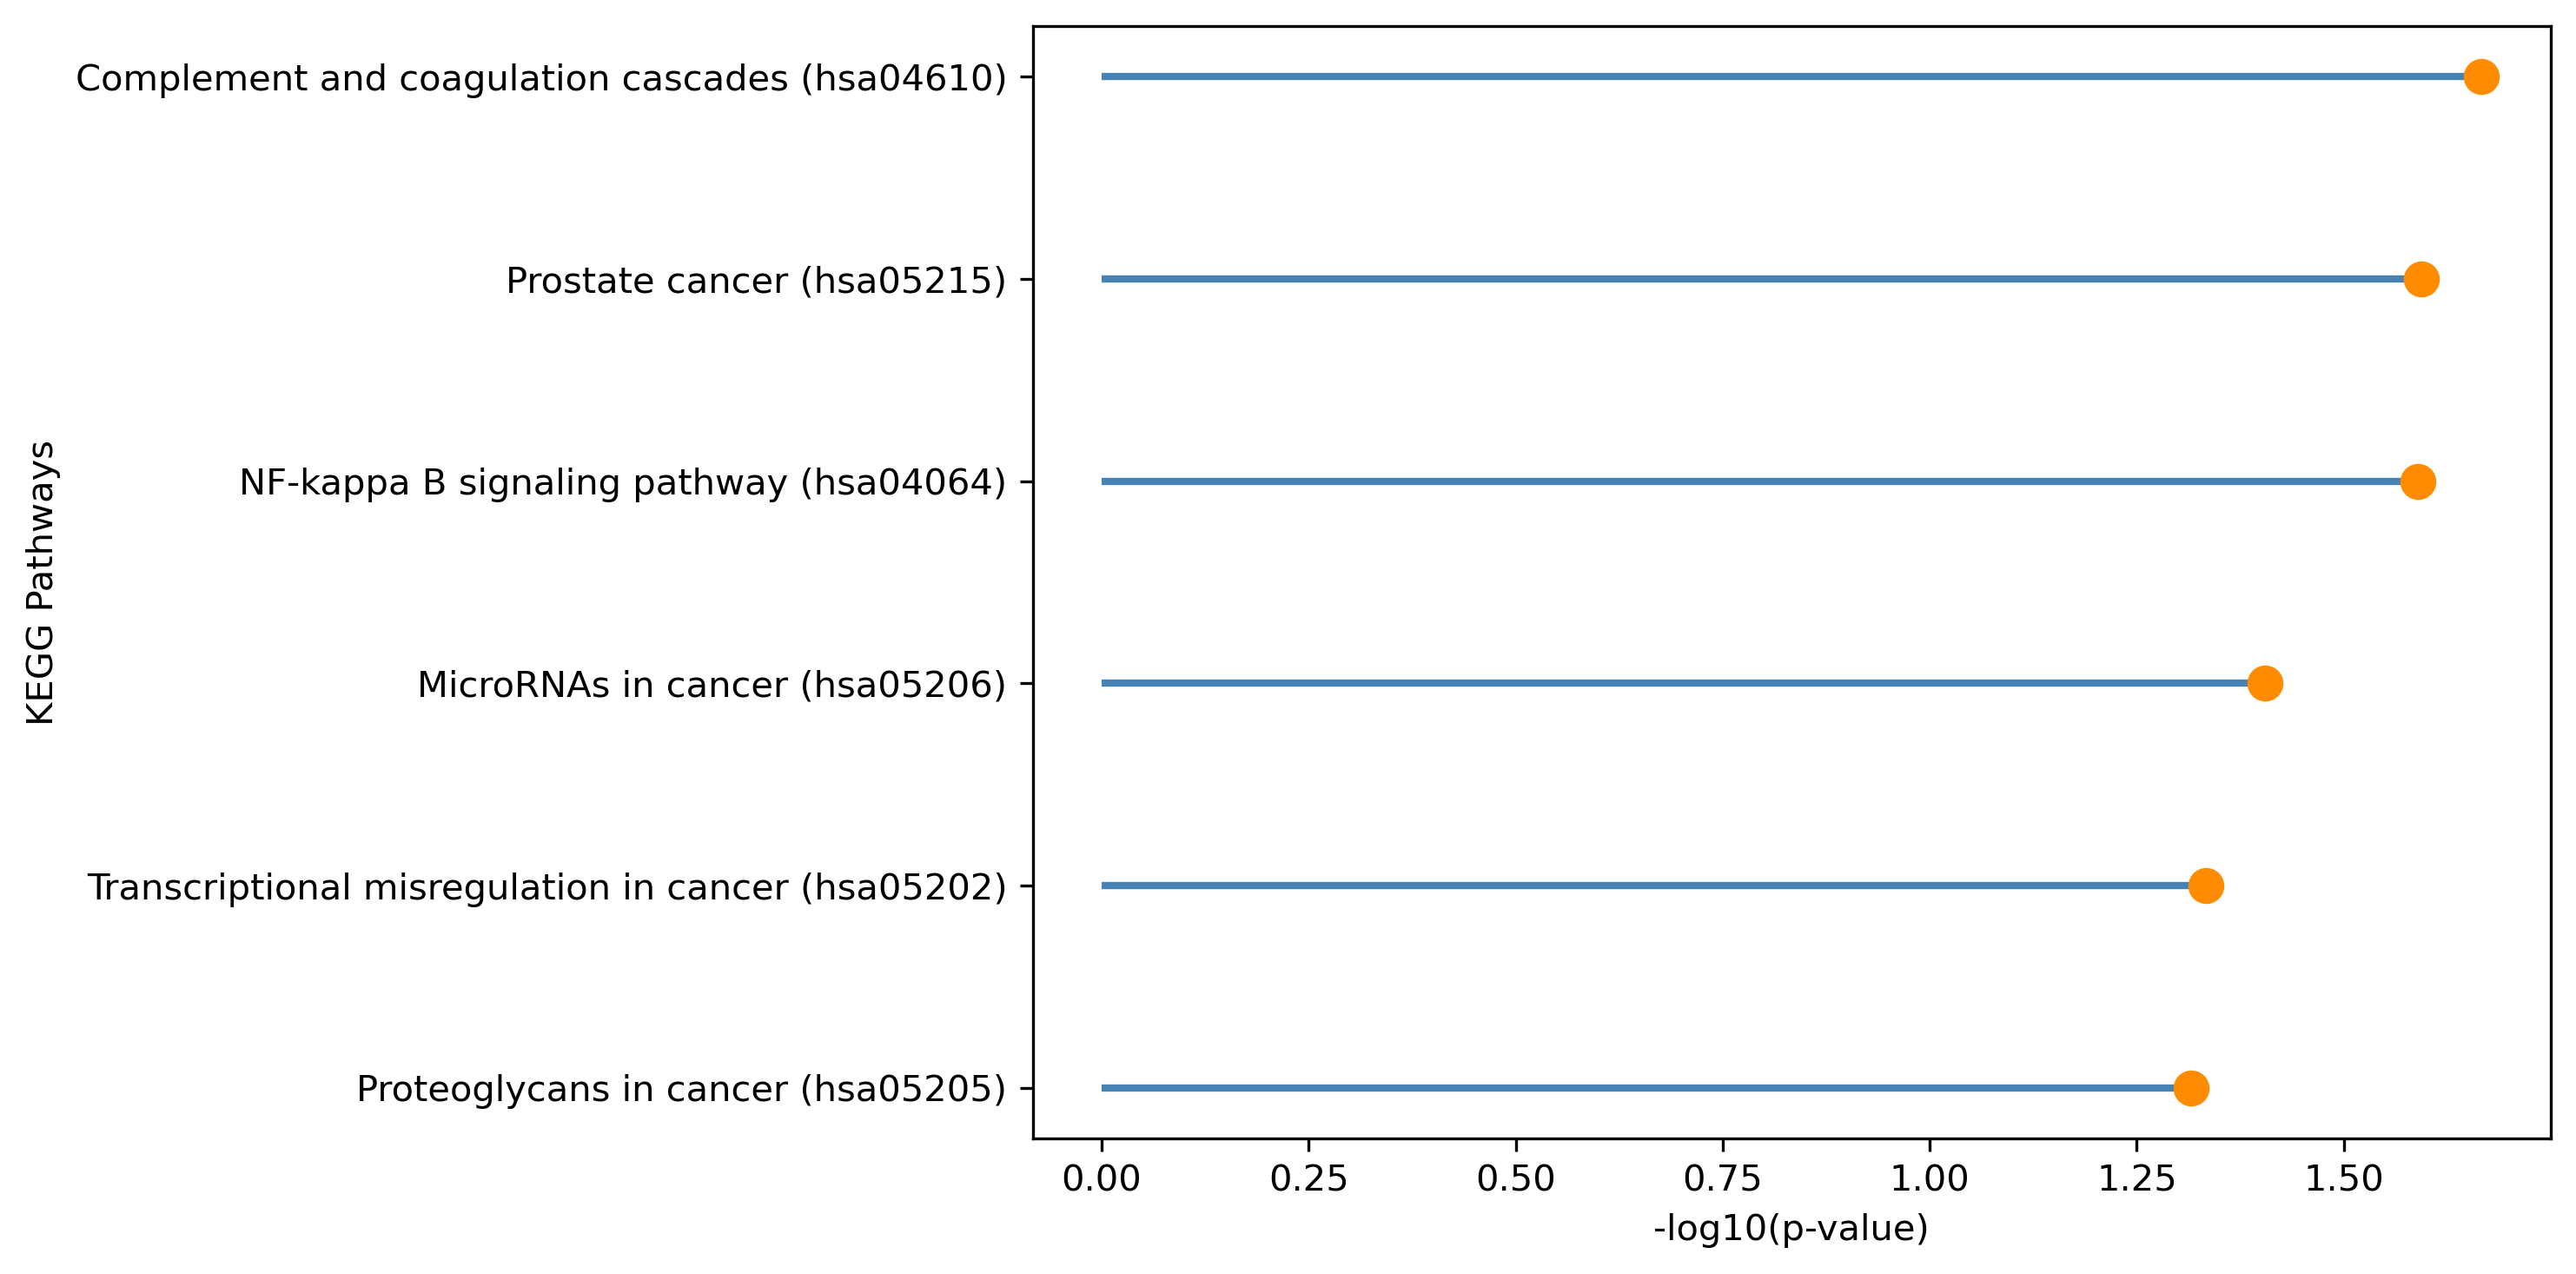 Complement and coagulation cascades (hsa04610)
Prostate cancer (hsa05215)
NF-kappa B signaling pathway (hsa04064)
MicroRNAs in cancer (hsa05206)
Transcriptional misregulation in cancer (hsa05202)
Proteoglycans in cancer (hsa05205)
KEGG Pathways
0.00 0.25 0.50 0.75 1.00 1.25 1.50
-log10(p-value)